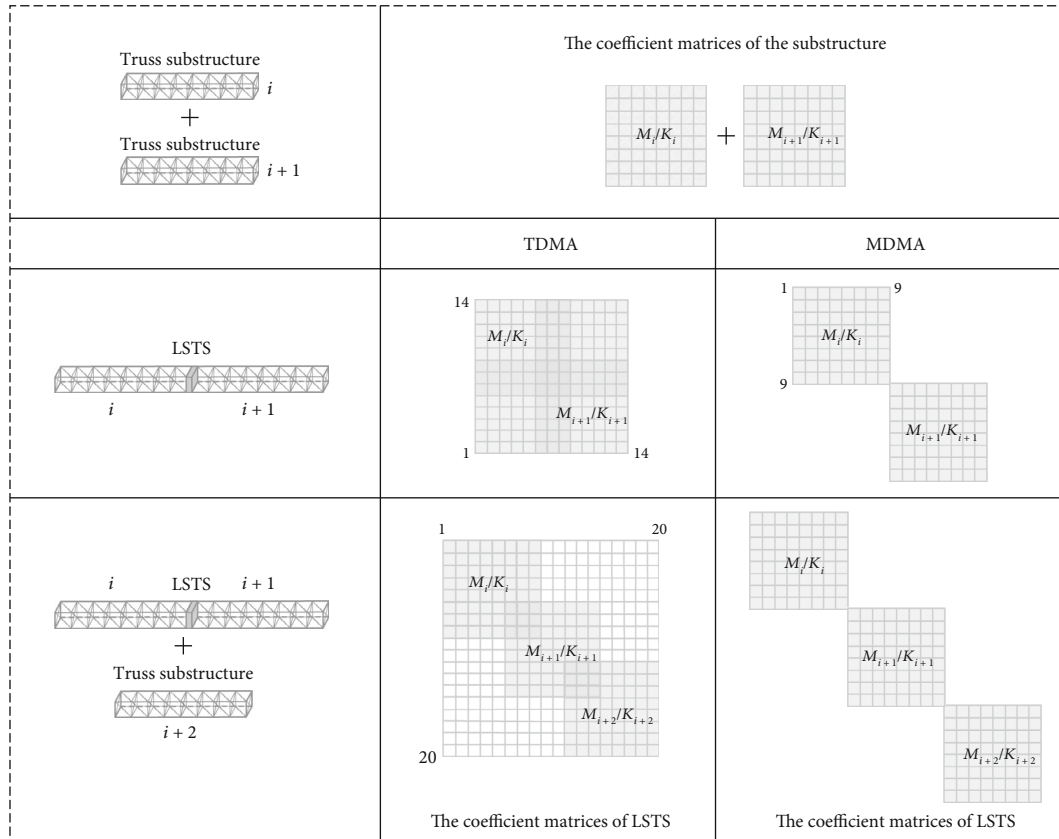 Truss substructure
i
+
Truss substructure
i + 1
The coefficient matrices of the substructure
M_i/K_i + M_{i+1}/K_{i+1}
TDMA
MDMA
LSTS
i
i + 1
14
M_i/K_i
M_{i+1}/K_{i+1}
1
14
1
9
M_i/K_i
9
M_{i+1}/K_{i+1}
i LSTS i + 1
+
Truss substructure
i + 2
1
20
M_i/K_i
M_{i+1}/K_{i+1}
M_{i+2}/K_{i+2}
20
The coefficient matrices of LSTS
M_i/K_i
M_{i+1}/K_{i+1}
M_{i+2}/K_{i+2}
The coefficient matrices of LSTS